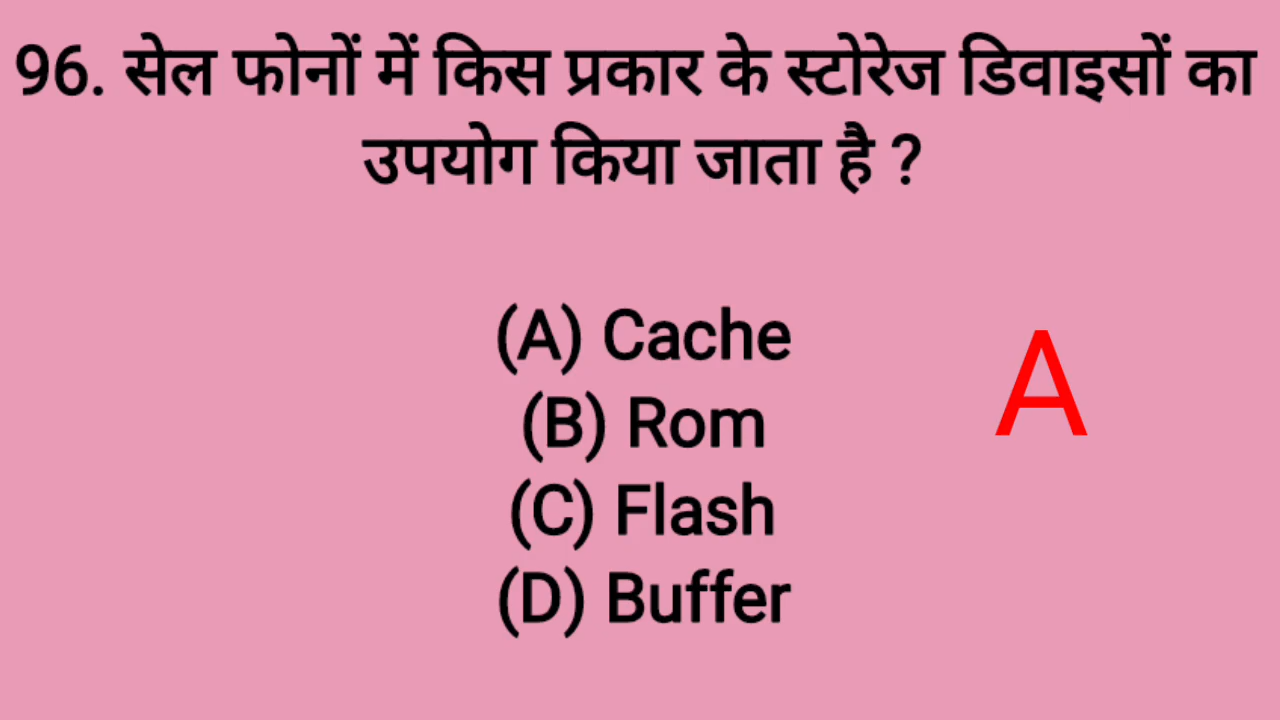 96. सेल फोनों में किस प्रकार के स्टोरेज डिवाइसों का
उपयोग किया जाता है ?
(A) Cache
(B) Rom
(C) Flash
(D) Buffer
A